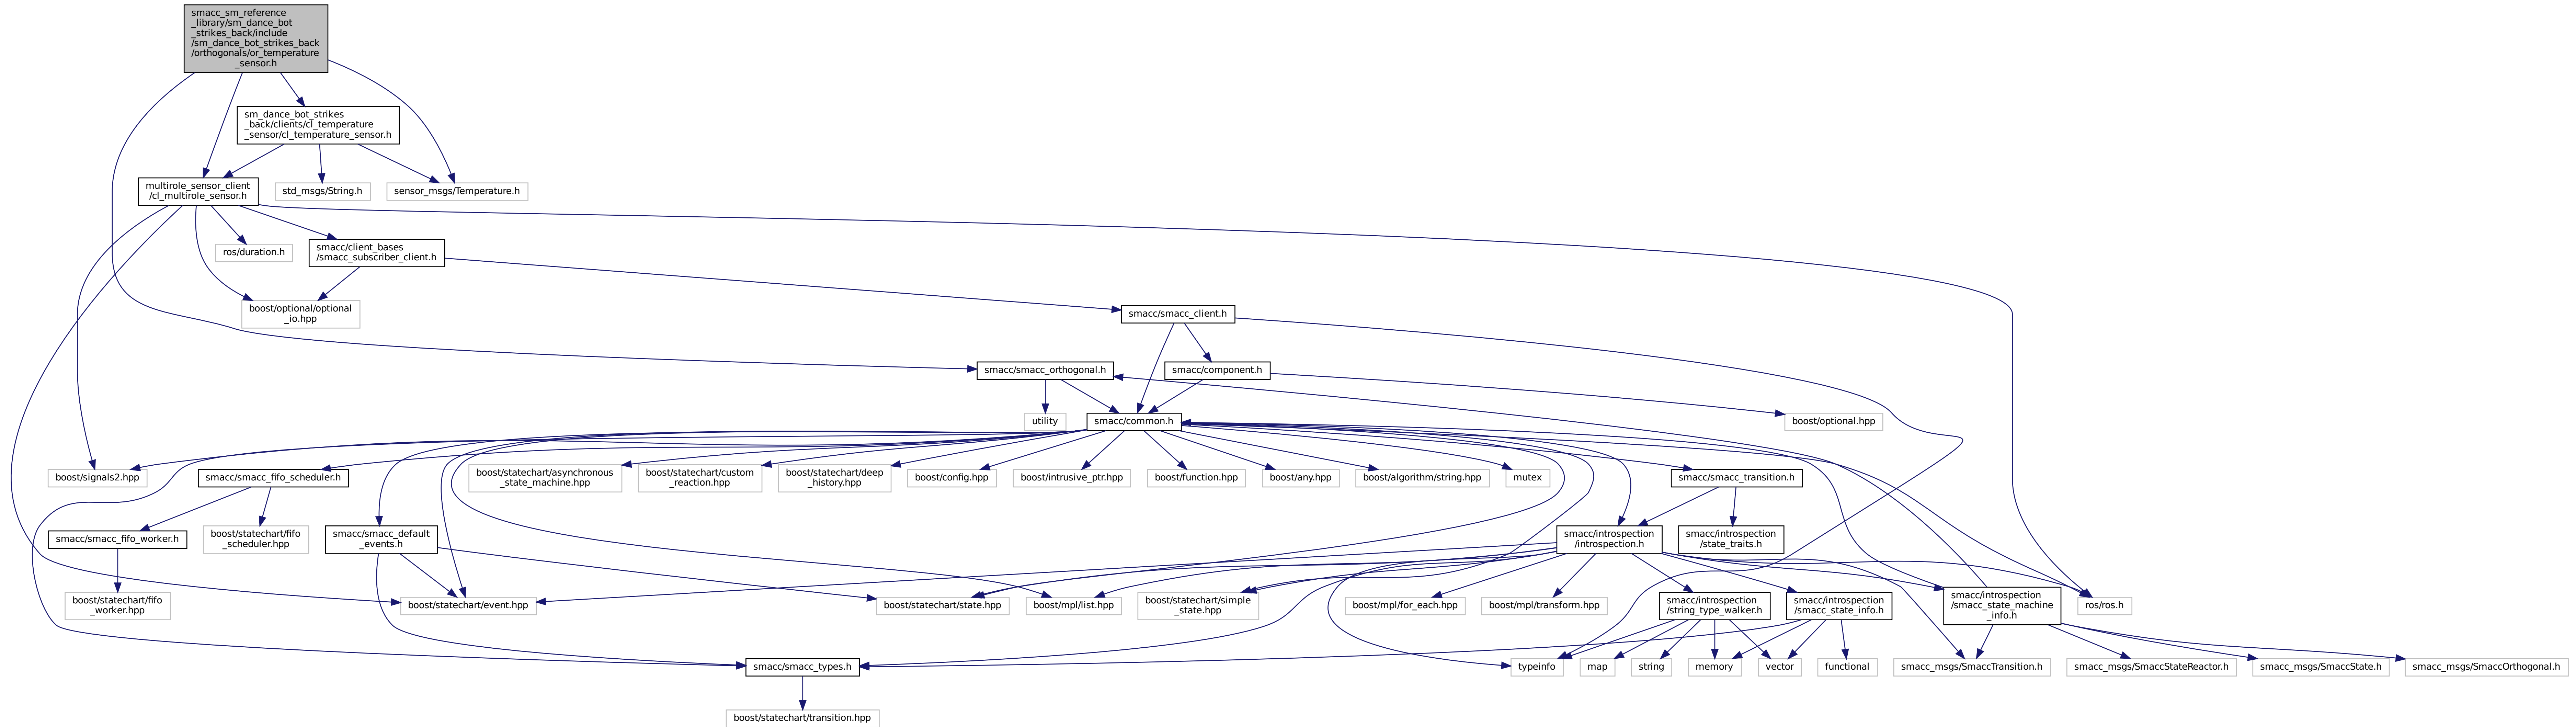 smacc_sm_reference
_library/sm_dance_bot
_strikes_back/include
/sm_dance_bot_strikes_back
/orthogonals/or_temperature
_sensor.h
sm_dance_bot_strikes
_back/clients/cl_temperature
_sensor/cl_temperature_sensor.h
multirole_sensor_client
/cl_multirole_sensor.h
std_msgs/String.h
sensor_msgs/Temperature.h
ros/duration.h
smacc/client_bases
/smacc_subscriber_client.h
boost/optional/optional
_io.hpp
smacc/smacc_client.h
smacc/smacc_orthogonal.h
smacc/component.h
utility
smacc/common.h
boost/optional.hpp
boost/signals2.hpp
smacc/smacc_fifo_scheduler.h
boost/statechart/asynchronous
_state_machine.hpp
boost/statechart/custom
_reaction.hpp
boost/statechart/deep
_history.hpp
boost/config.hpp
boost/intrusive_ptr.hpp
boost/function.hpp
boost/any.hpp
boost/algorithm/string.hpp
mutex
smacc/smacc_transition.h
smacc/smacc_fifo_worker.h
boost/statechart/fifo
_scheduler.hpp
smacc/smacc_default
_events.h
smacc/introspection
/introspection.h
smacc/introspection
/state_traits.h
boost/statechart/fifo
_worker.hpp
boost/statechart/event.hpp
boost/statechart/state.hpp
boost/mpl/list.hpp
boost/statechart/simple
_state.hpp
boost/mpl/for_each.hpp
boost/mpl/transform.hpp
smacc/introspection
/string_type_walker.h
smacc/introspection
/smacc_state_info.h
smacc/introspection
/smacc_state_machine
_info.h
ros/ros.h
smacc/smacc_types.h
typeinfo
map
string
memory
vector
functional
smacc_msgs/SmaccTransition.h
smacc_msgs/SmaccStateReactor.h
smacc_msgs/SmaccState.h
smacc_msgs/SmaccOrthogonal.h
boost/statechart/transition.hpp